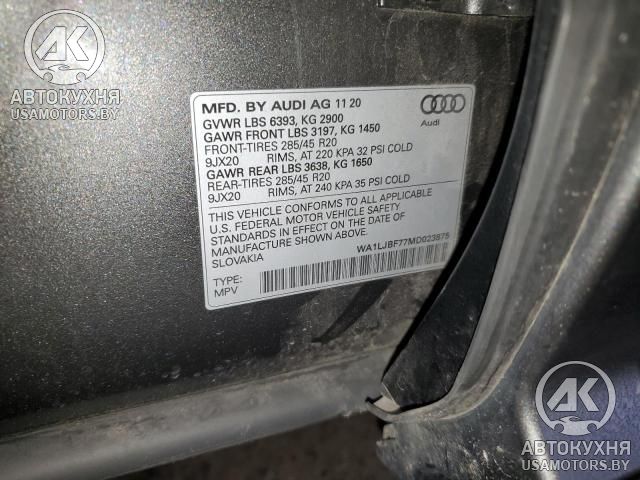 АК
АВТОКУХНЯ
USAMOTORS.BY
MFD. BY AUDI AG 11 20
GVWR LBS 6393, KG 2900
GAWR FRONT LBS 3197, KG 1450
FRONT-TIRES 285/45 R20
9JX20 RIMS, AT 220 KPA 32 PSI COLD
GAWR REAR LBS 3638, KG 1650
REAR-TIRES 285/45 R20
9JX20 RIMS, AT 240 KPA 35 PSI COLD
Audi
THIS VEHICLE CONFORMS TO ALL APPLICABLE
U.S. FEDERAL MOTOR VEHICLE SAFETY
STANDARDS IN EFFECT ON THE DATE OF
MANUFACTURE SHOWN ABOVE.
SLOVAKIA
WA1LJBF77MD023875
TYPE:
MPV
АК
АВТОКУХНЯ
USAMOTORS.BY